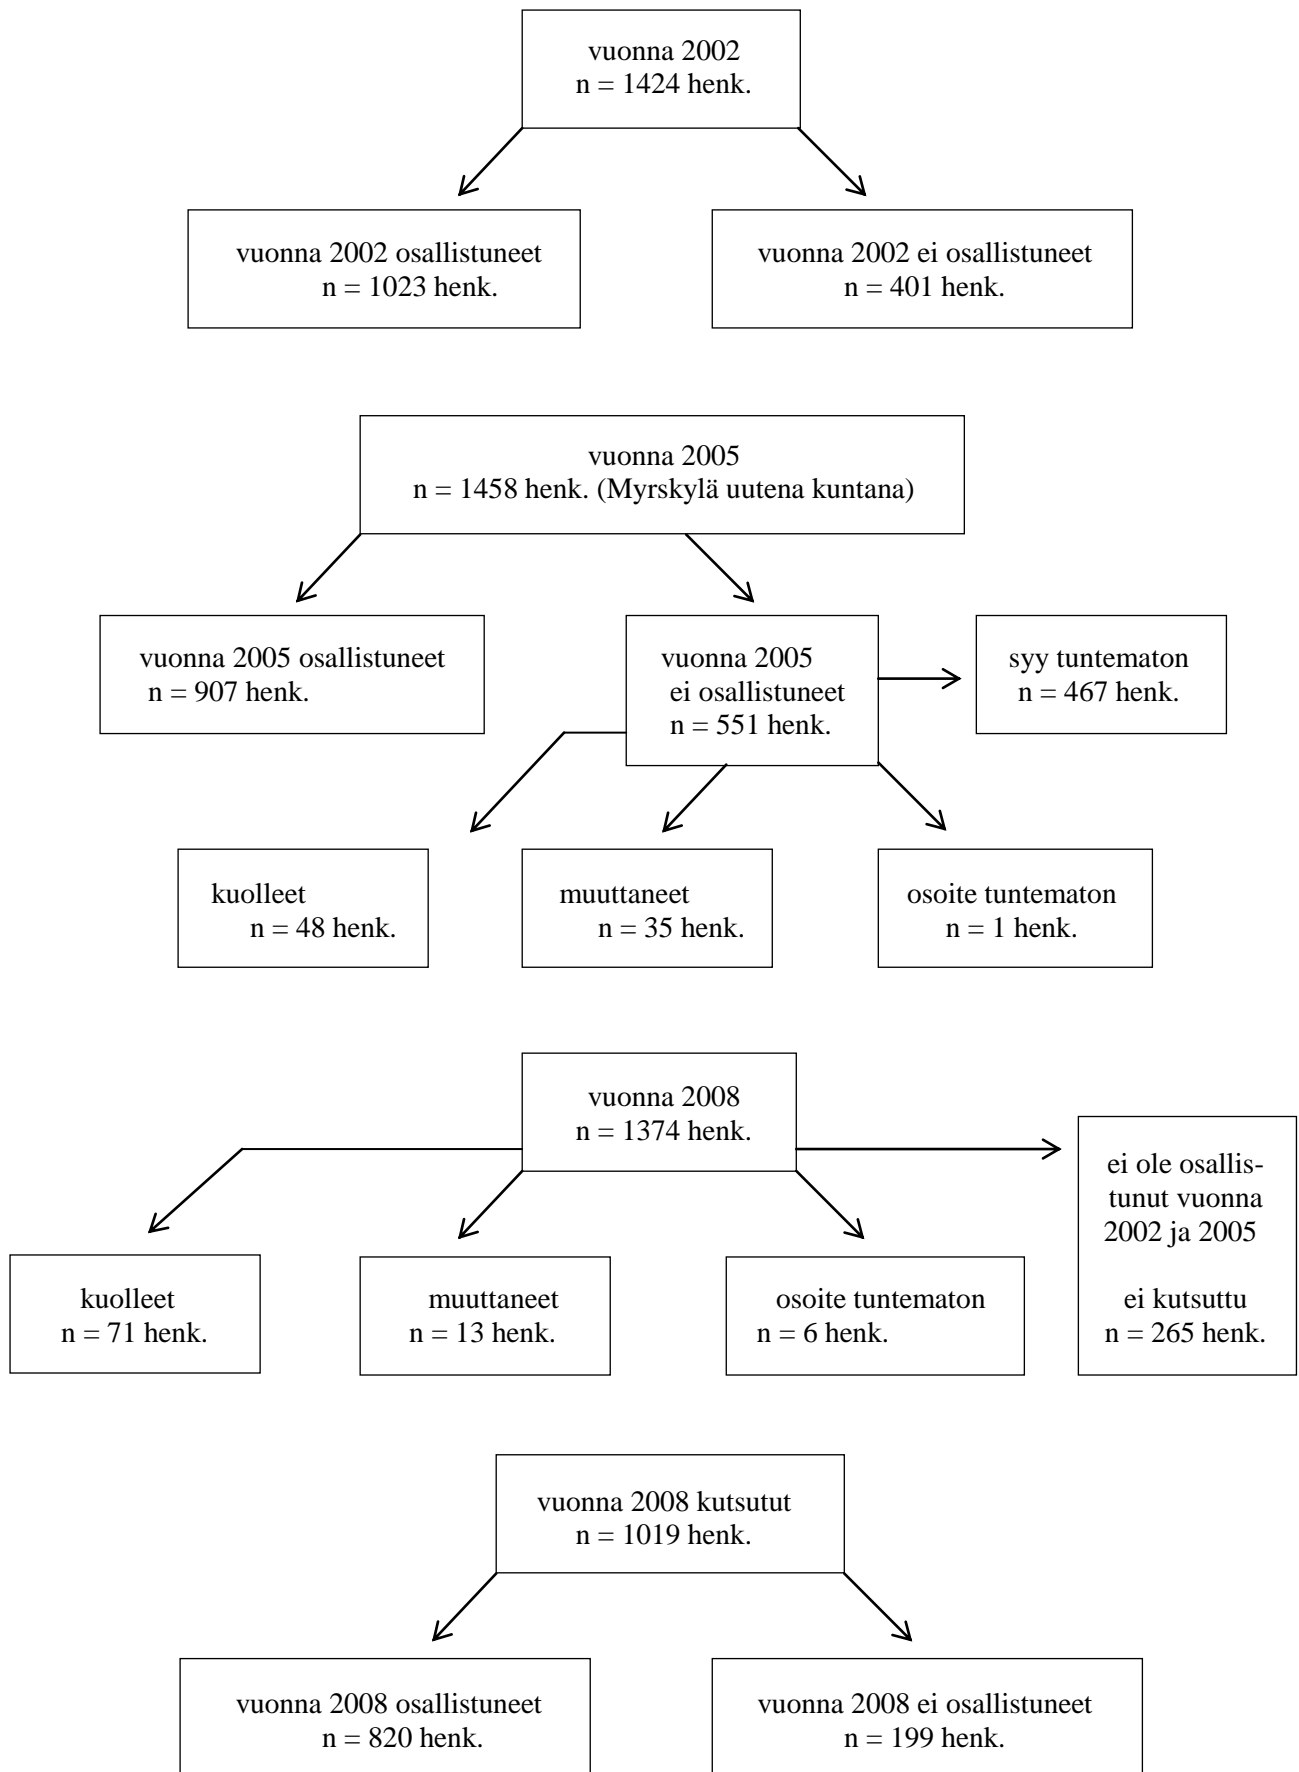 vuonna 2002
n = 1424 henk.
vuonna 2002 osallistuneet
n = 1023 henk.
vuonna 2002 ei osallistuneet
n = 401 henk.
vuonna 2005
n = 1458 henk. (Myrskylä uutena kuntana)
vuonna 2005 osallistuneet
n = 907 henk.
vuonna 2005
ei osallistuneet
n = 551 henk.
syy tuntematon
n = 467 henk.
kuolleet
n = 48 henk.
muuttaneet
n = 35 henk.
osoite tuntematon
n = 1 henk.
vuonna 2008
n = 1374 henk.
ei ole osallis-
tunut vuonna
2002 ja 2005
ei kutsuttu
n = 265 henk.
kuolleet
n = 71 henk.
muuttaneet
n = 13 henk.
osoite tuntematon
n = 6 henk.
vuonna 2008 kutsutut
n = 1019 henk.
vuonna 2008 osallistuneet
n = 820 henk.
vuonna 2008 ei osallistuneet
n = 199 henk.